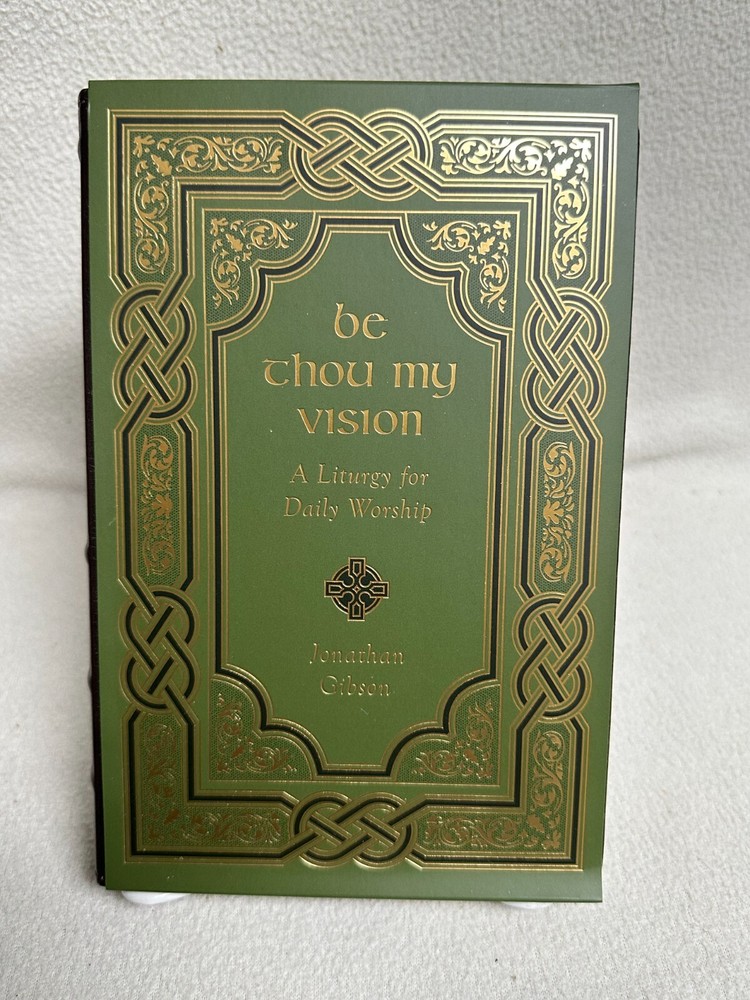 be
thou my
vision
A Liturgy for
Daily Worship
Jonathan
Gibson